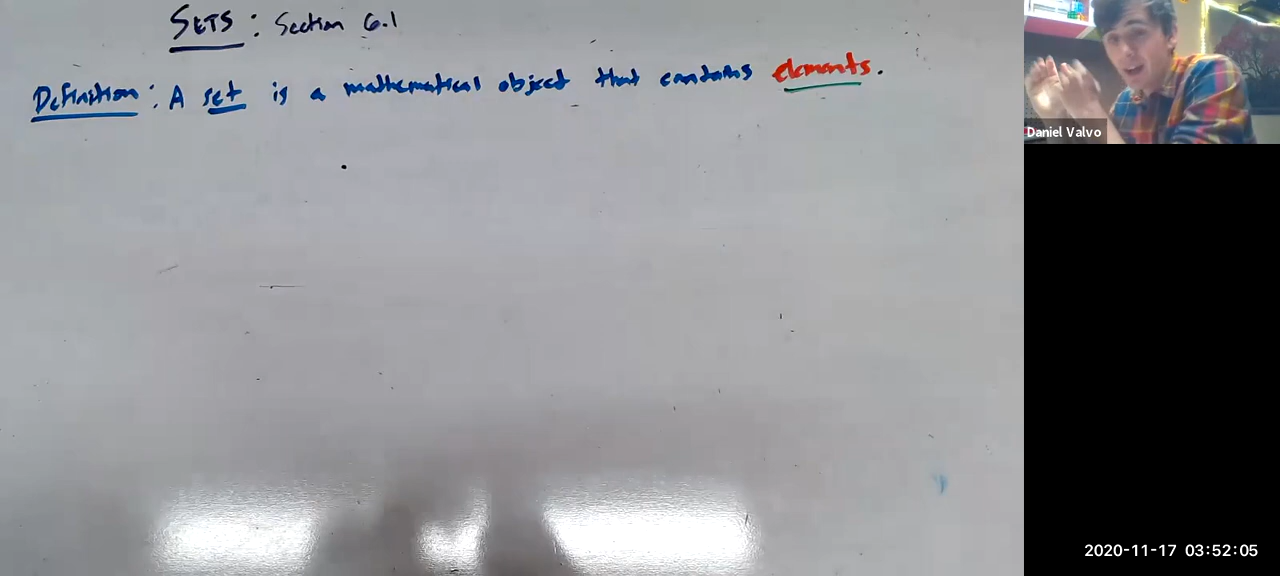 SETS: Section 6.1
Definition: A set is a mathematical object that contains elements.
Daniel Valvo
2020-11-17 03:52:05